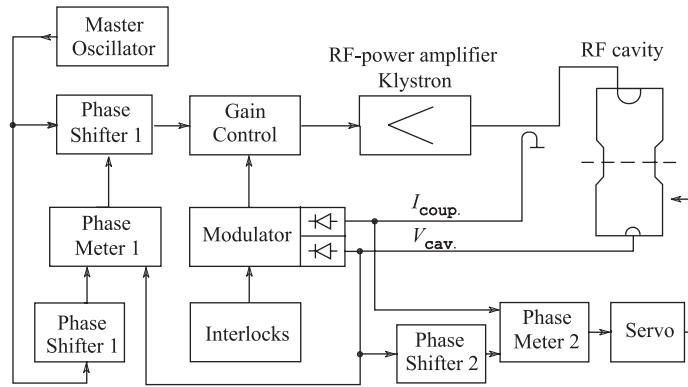 Master
Oscillator
RF-power amplifier
Klystron
RF cavity
Phase
Shifter 1
Gain
Control
Phase
Meter 1
Modulator
I coup.
V cav.
Phase
Shifter 1
Interlocks
Phase
Shifter 2
Phase
Meter 2
Servo